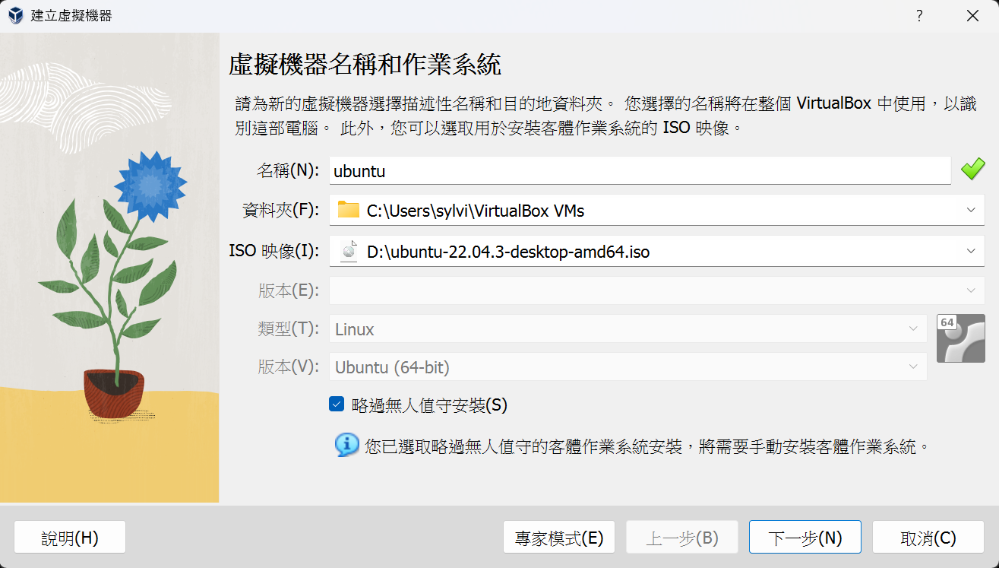 建立虛擬機器
?
虛擬機器名稱和作業系統
請為新的虛擬機器選擇描述性名稱和目的地資料夾。 您選擇的名稱將在整個 VirtualBox 中使用，以識
別這部電腦。 此外，您可以選取用於安裝客體作業系統的 ISO 映像。
名稱(N): ubuntu
資料夾(F): C:\Users\sylvi\VirtualBox VMs
ISO 映像(I): D:\ubuntu-22.04.3-desktop-amd64.iso
版本(E):
類型(T): Linux
64
版本(V): Ubuntu (64-bit)
略過無人值守安裝(S)
您已選取略過無人值守的客體作業系統安裝，將需要手動安裝客體作業系統。
說明(H) 專家模式(E) 上一步(B) 下一步(N) 取消(C)